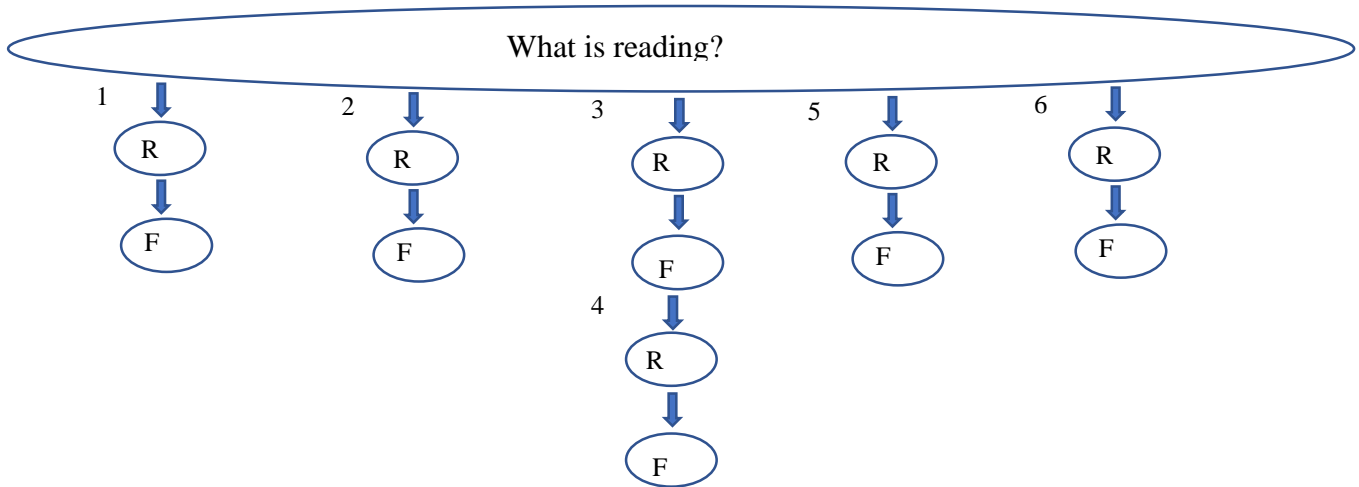 What is reading?
1 2 3 5 6
R R R R R
F F F F F
4
R
F